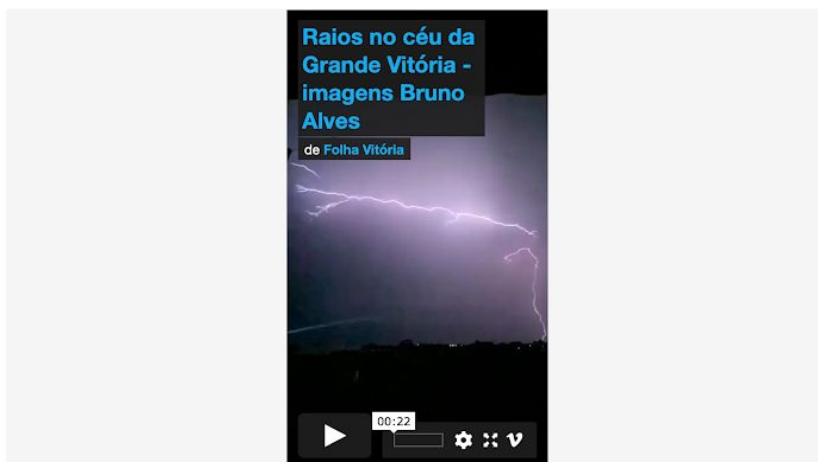 Raios no céu da
Grande Vitória -
imagens Bruno
Alves
de Folha Vitória
00:22